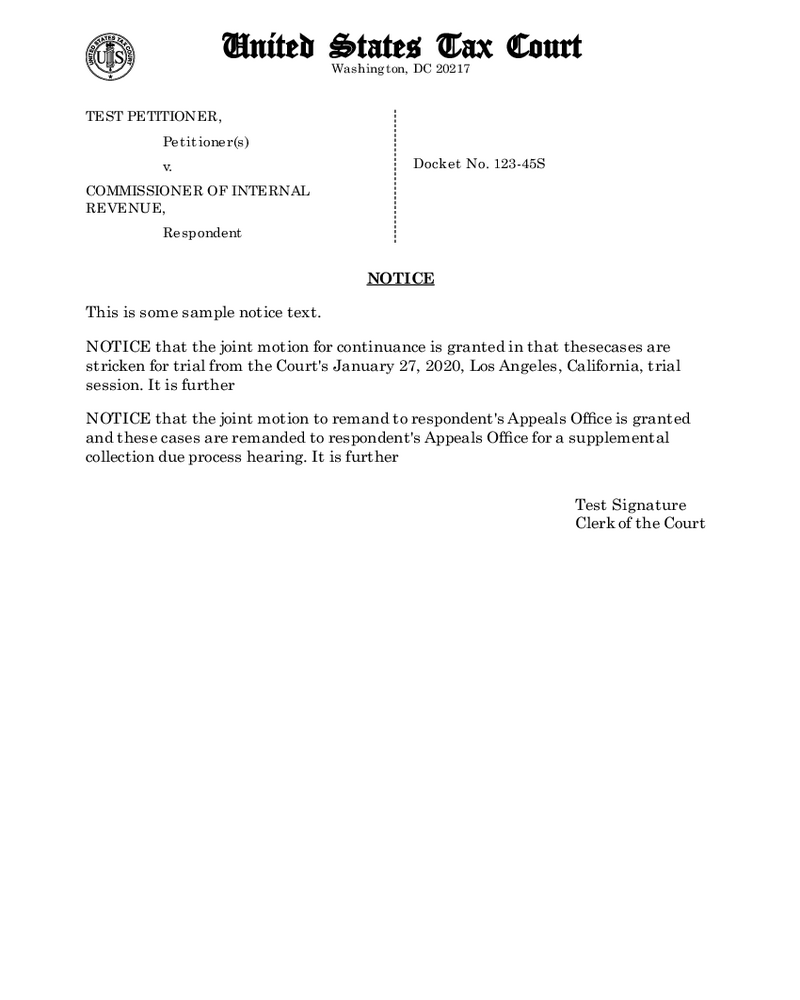 UNITED STATES TAX COURT
US
United States Tax Court
Washington, DC 20217
TEST PETITIONER,
Petitioner(s)
v.
Docket No. 123-45S
COMMISSIONER OF INTERNAL
REVENUE,
Respondent
NOTICE
This is some sample notice text.
NOTICE that the joint motion for continuance is granted in that thesecases are
stricken for trial from the Court's January 27, 2020, Los Angeles, California, trial
session. It is further
NOTICE that the joint motion to remand to respondent's Appeals Office is granted
and these cases are remanded to respondent's Appeals Office for a supplemental
collection due process hearing. It is further
Test Signature
Clerk of the Court